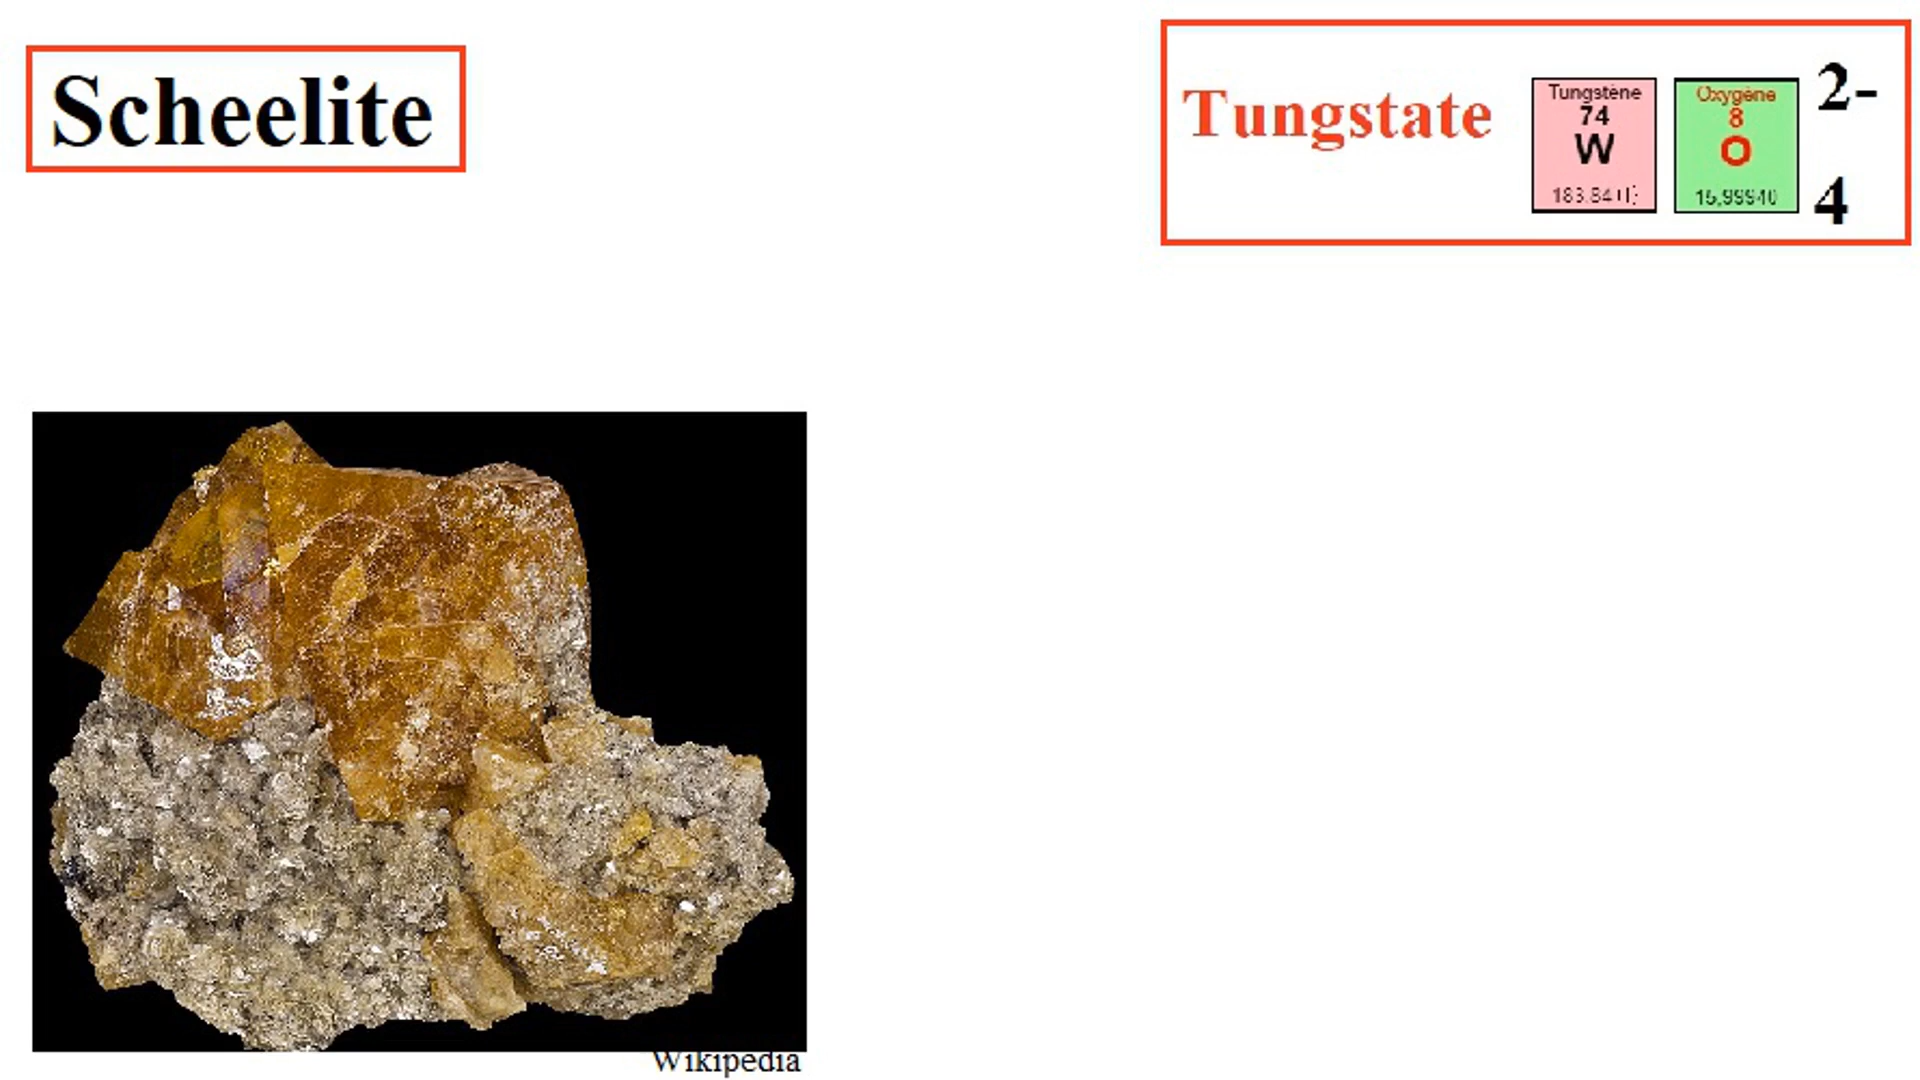 Scheelite
Tungstate
Tungstène
74
W
Oxygène
8
O
15,99940
2-
4
Wikipedia